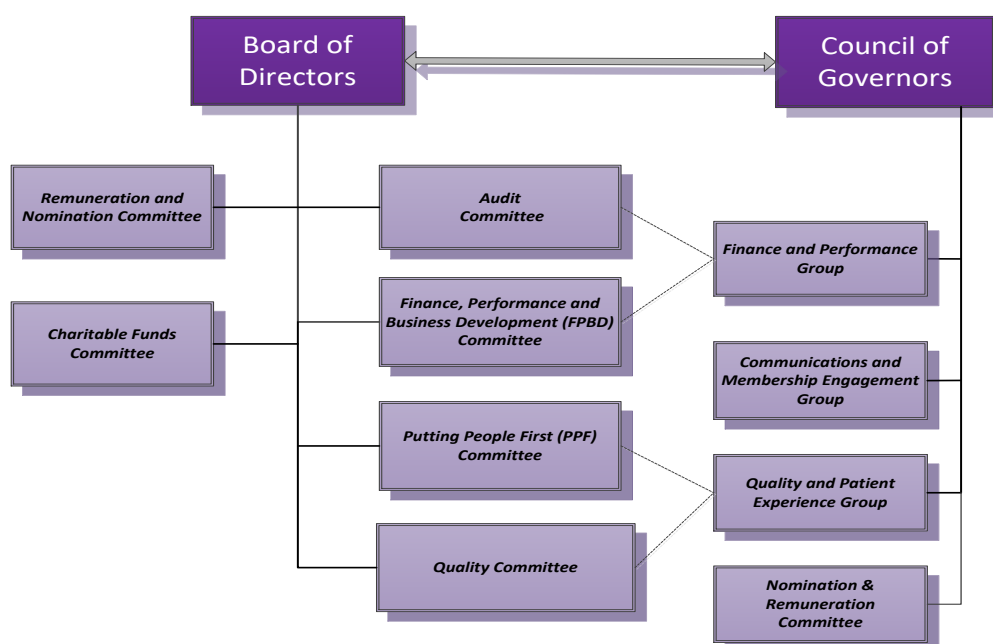 Board of
Directors
Council of
Governors
Remuneration and
Nomination Committee
Audit
Committee
Finance and Performance
Group
Charitable Funds
Committee
Finance, Performance and
Business Development (FPBD)
Committee
Communications and
Membership Engagement
Group
Putting People First (PPF)
Committee
Quality and Patient
Experience Group
Quality Committee
Nomination &
Remuneration
Committee